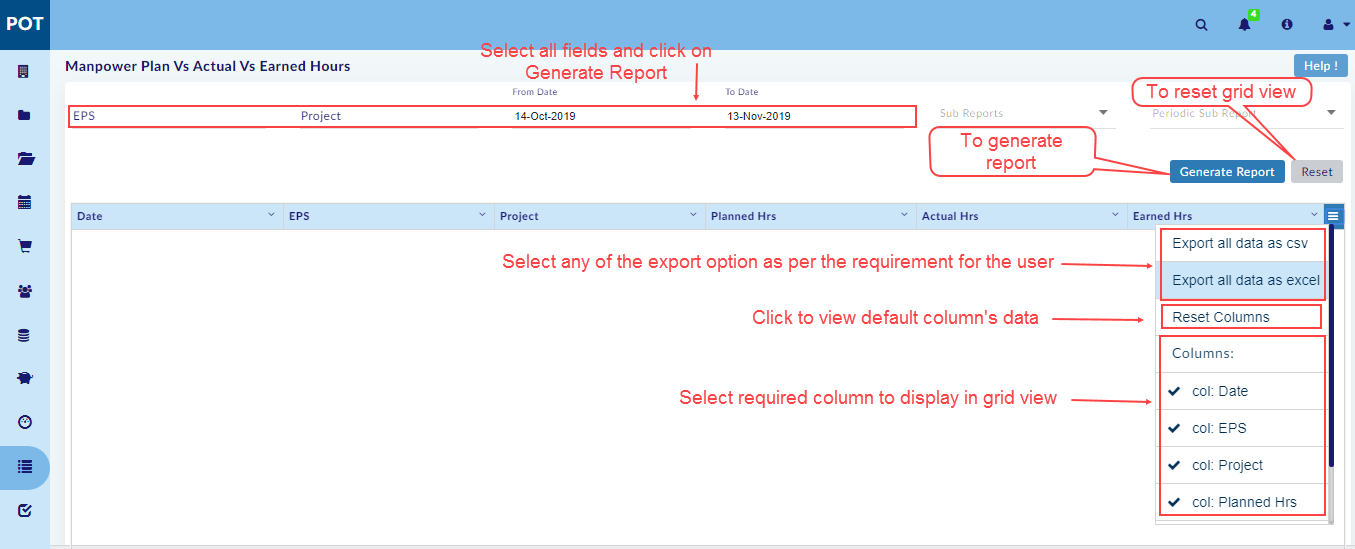 POT
4
Manpower Plan Vs Actual Vs Earned Hours
Help !
Select all fields and click on
Generate Report
To reset grid view
From Date
To Date
EPS
Project
14-Oct-2019
13-Nov-2019
Sub Reports
Periodic Sub Report
To generate
report
Generate Report
Reset
Date
EPS
Project
Planned Hrs
Actual Hrs
Earned Hrs
Export all data as csv
Select any of the export option as per the requirement for the user
Export all data as excel
Click to view default column's data
Reset Columns
Columns:
Select required column to display in grid view
col: Date
col: EPS
col: Project
col: Planned Hrs